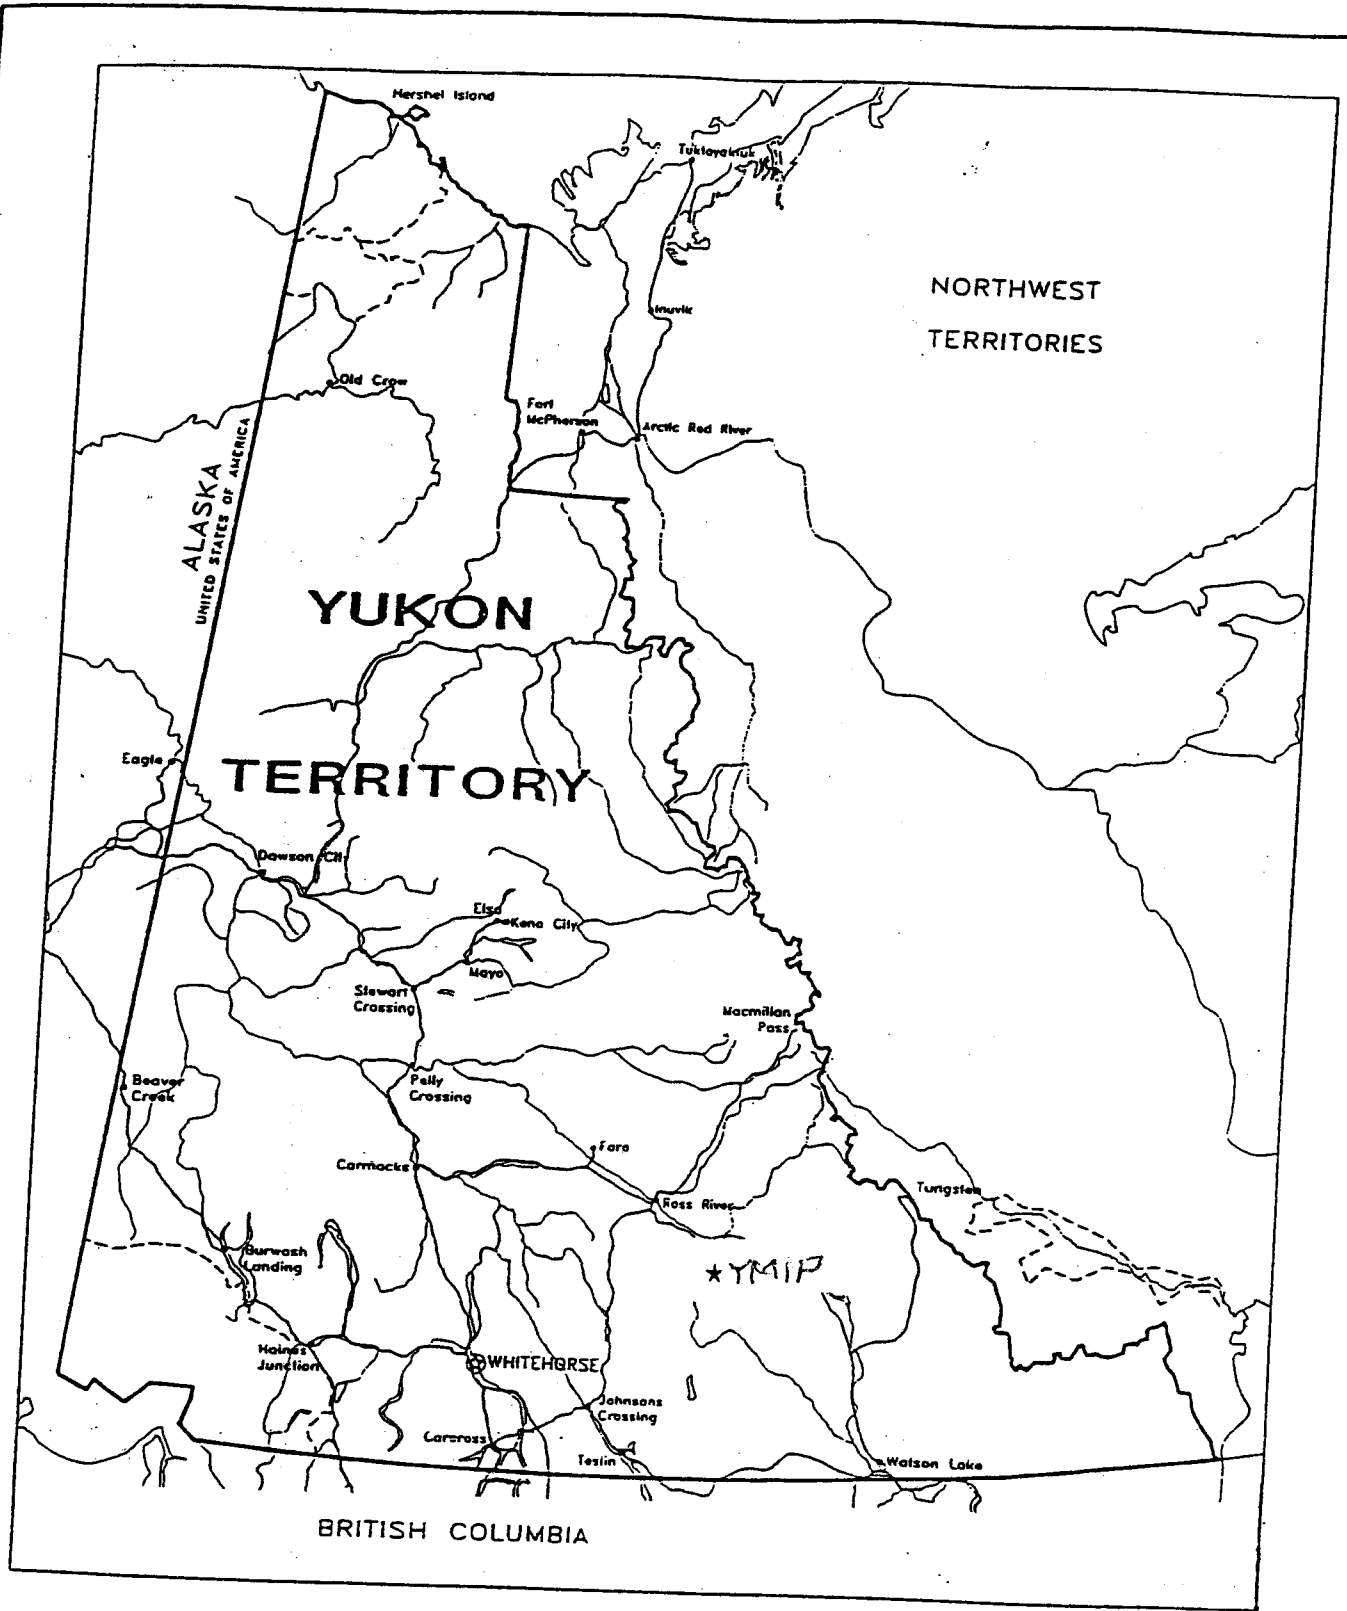 Hershel Island
Tuktoyaktuk
NORTHWEST
TERRITORIES
Inuvik
Old Crow
Fort
McPherson
Arctic Red River
ALASKA
UNITED STATES OF AMERICA
YUKON
TERRITORY
Eagle
Dawson Cit
Elsa
Keno City
Mayo
Stewart
Crossing
Macmillan
Pass
Beaver
Creek
Pelly
Crossing
Faro
Carmacks
Ross River
Tungsten
Burwash
Landing
★YMIP
Haines
Junction
WHITEHORSE
Johnsons
Crossing
Carcross
Teslin
Watson Lake
BRITISH COLUMBIA